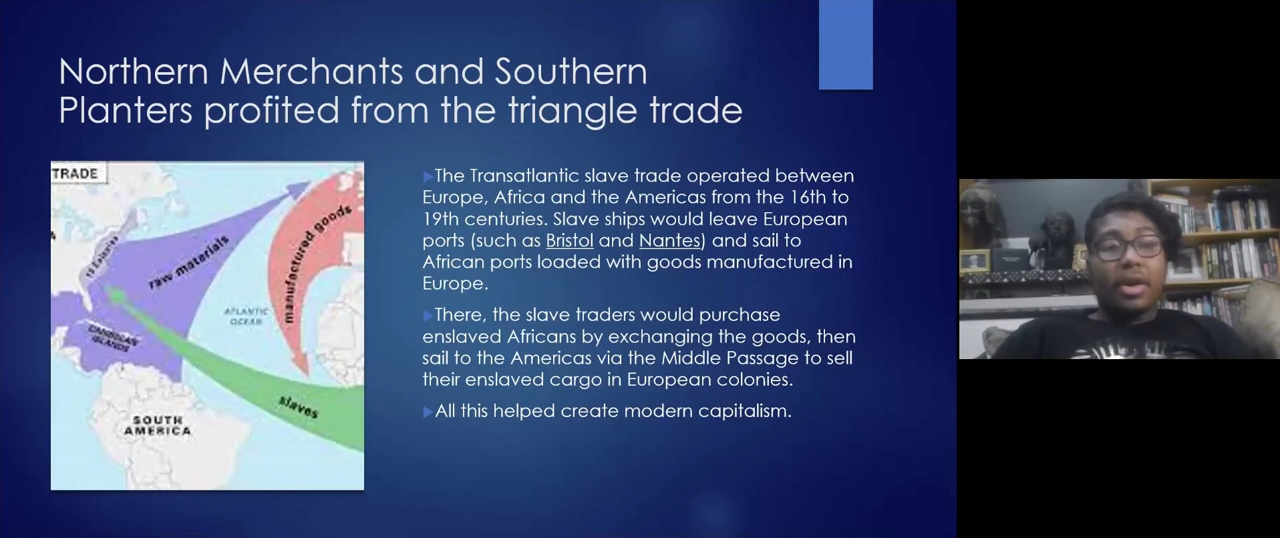 Northern Merchants and Southern
Planters profited from the triangle trade
TRADE
raw materials
manufactured goods
ATLANTIC
OCEAN
CARIBBEAN
ISLANDS
slaves
SOUTH
AMERICA
The Transatlantic slave trade operated between
Europe, Africa and the Americas from the 16th to
19th centuries. Slave ships would leave European
ports (such as Bristol and Nantes) and sail to
African ports loaded with goods manufactured in
Europe.
There, the slave traders would purchase
enslaved Africans by exchanging the goods, then
sail to the Americas via the Middle Passage to sell
their enslaved cargo in European colonies.
All this helped create modern capitalism.